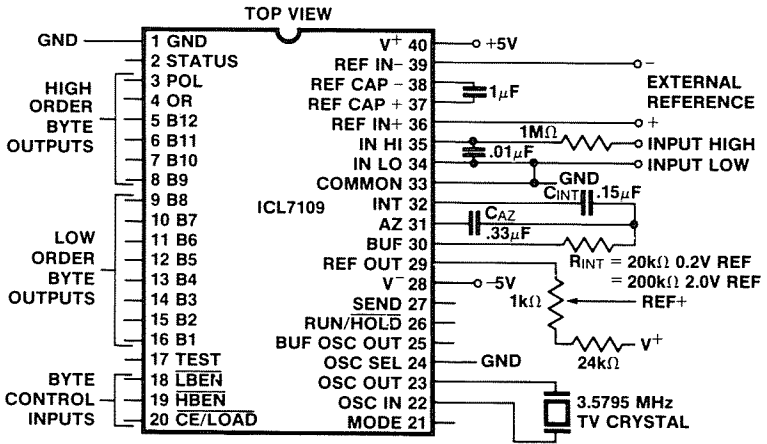 TOP VIEW
GND
1 GND
2 STATUS
3 POL
4 OR
5 B12
6 B11
7 B10
8 B9
9 B8
10 B7
11 B6
12 B5
13 B4
14 B3
15 B2
16 B1
17 TEST
18 LBEN
19 HBEN
20 CE/LOAD
HIGH
ORDER
BYTE
OUTPUTS
LOW
ORDER
BYTE
OUTPUTS
BYTE
CONTROL
INPUTS
ICL7109
V+ 40
REF IN- 39
REF CAP - 38
REF CAP + 37
REF IN+ 36
IN HI 35
IN LO 34
COMMON 33
INT 32
AZ 31
BUF 30
REF OUT 29
V- 28
SEND 27
RUN/HOLD 26
BUF OSC OUT 25
OSC SEL 24
OSC OUT 23
OSC IN 22
MODE 21
+5V
-
EXTERNAL
REFERENCE
+
1µF
1MΩ
INPUT HIGH
.01µF
INPUT LOW
GND
CINT .15µF
CAZ
.33µF
RINT = 20kΩ 0.2V REF
= 200kΩ 2.0V REF
-5V
1kΩ
REF+
V+
24kΩ
GND
3.5795 MHz
TV CRYSTAL